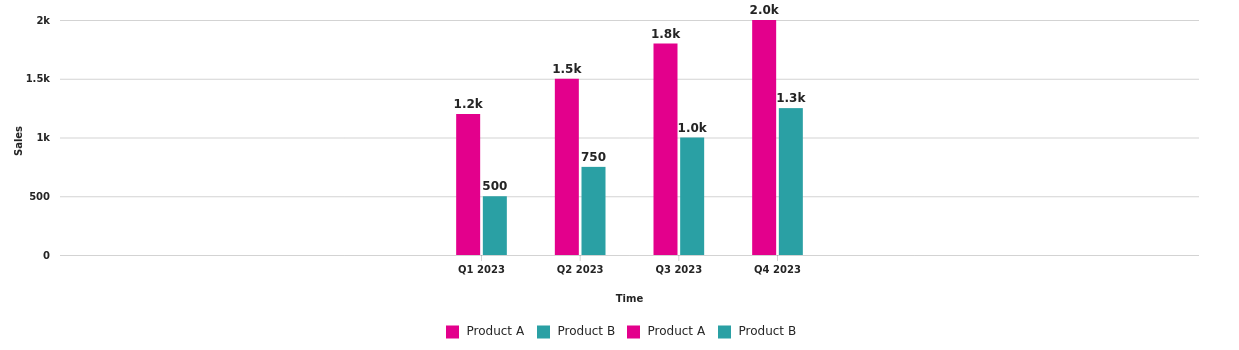 2.0k
2k
1.8k
1.5k
1.5k
1.3k
1.2k
1.0k
1k
750
500
500
0
Sales
Q1 2023 Q2 2023 Q3 2023 Q4 2023
Time
Product A Product B Product A Product B